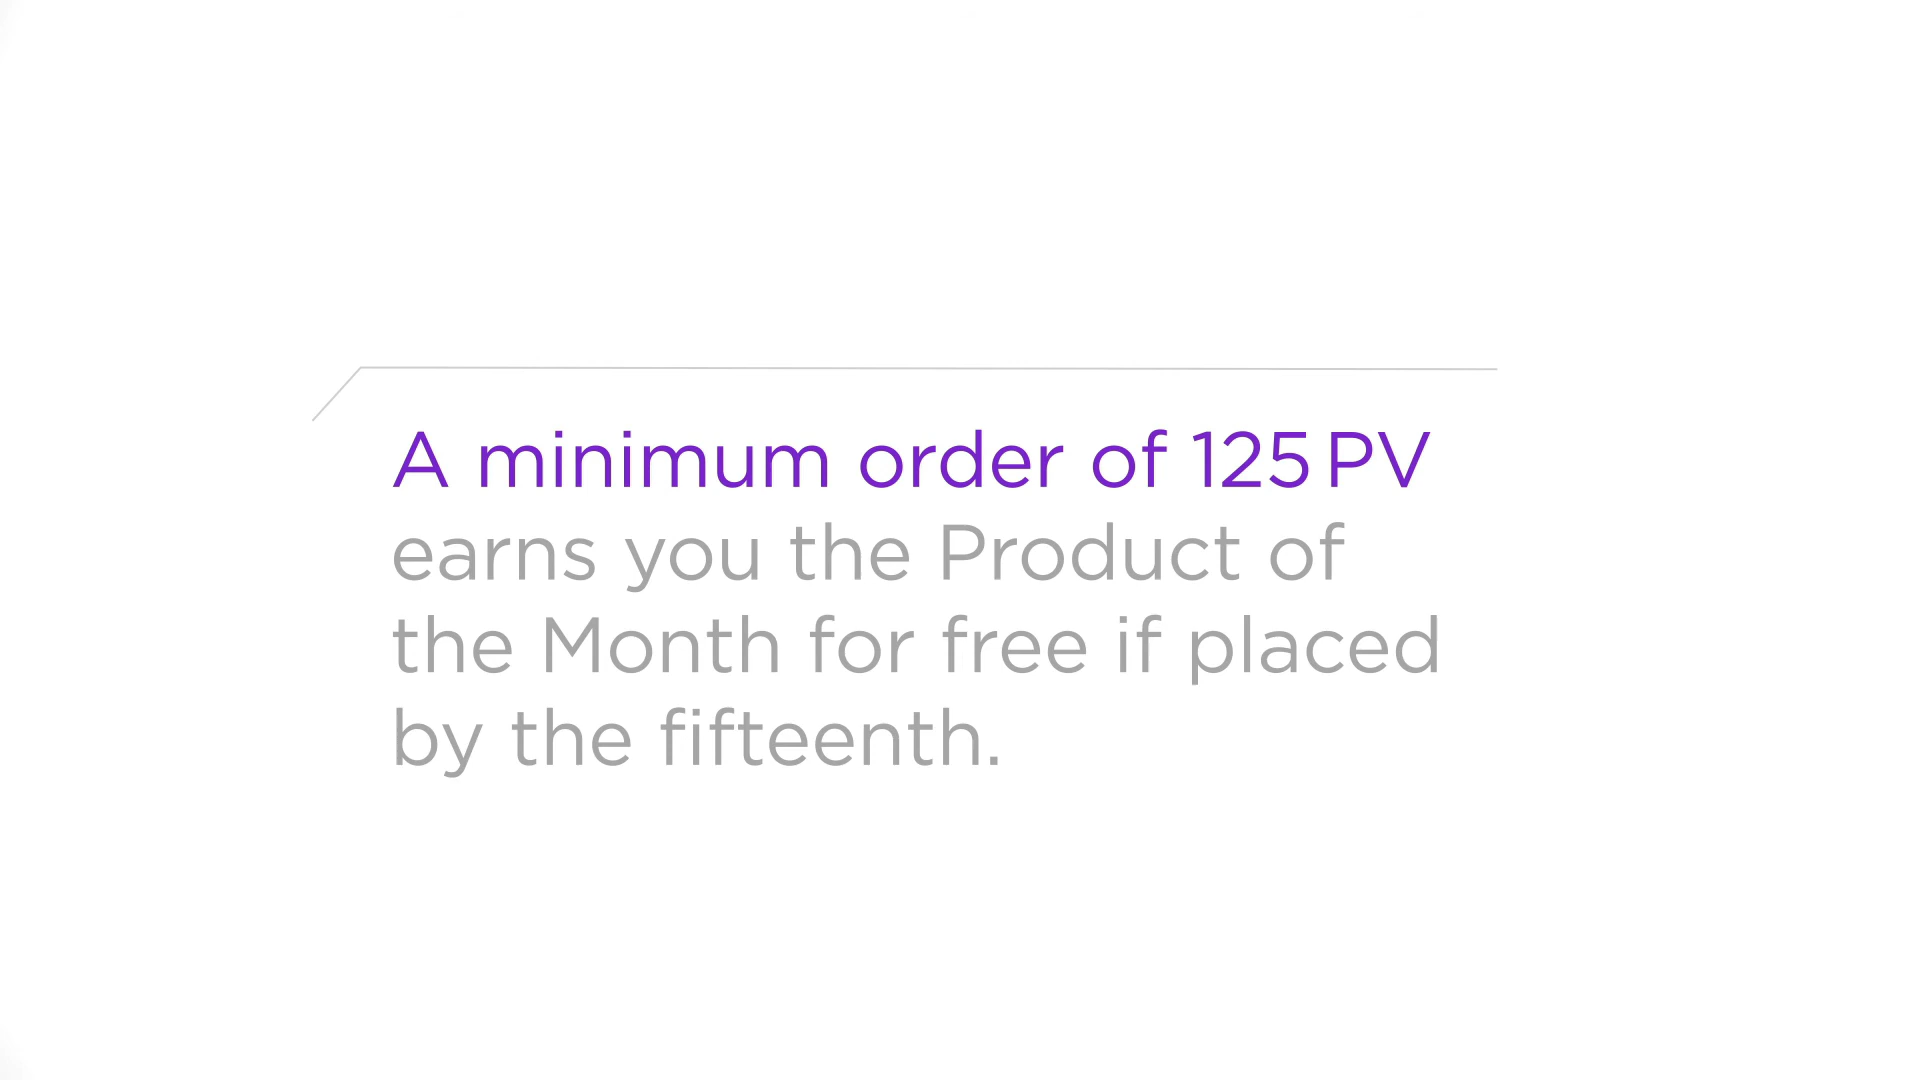 A minimum order of 125 PV
earns you the Product of
the Month for free if placed
by the fifteenth.